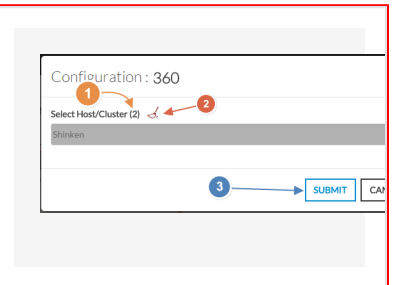 Configuration : 360
1
Select Host/Cluster (2)
2
Shinken
3
SUBMIT